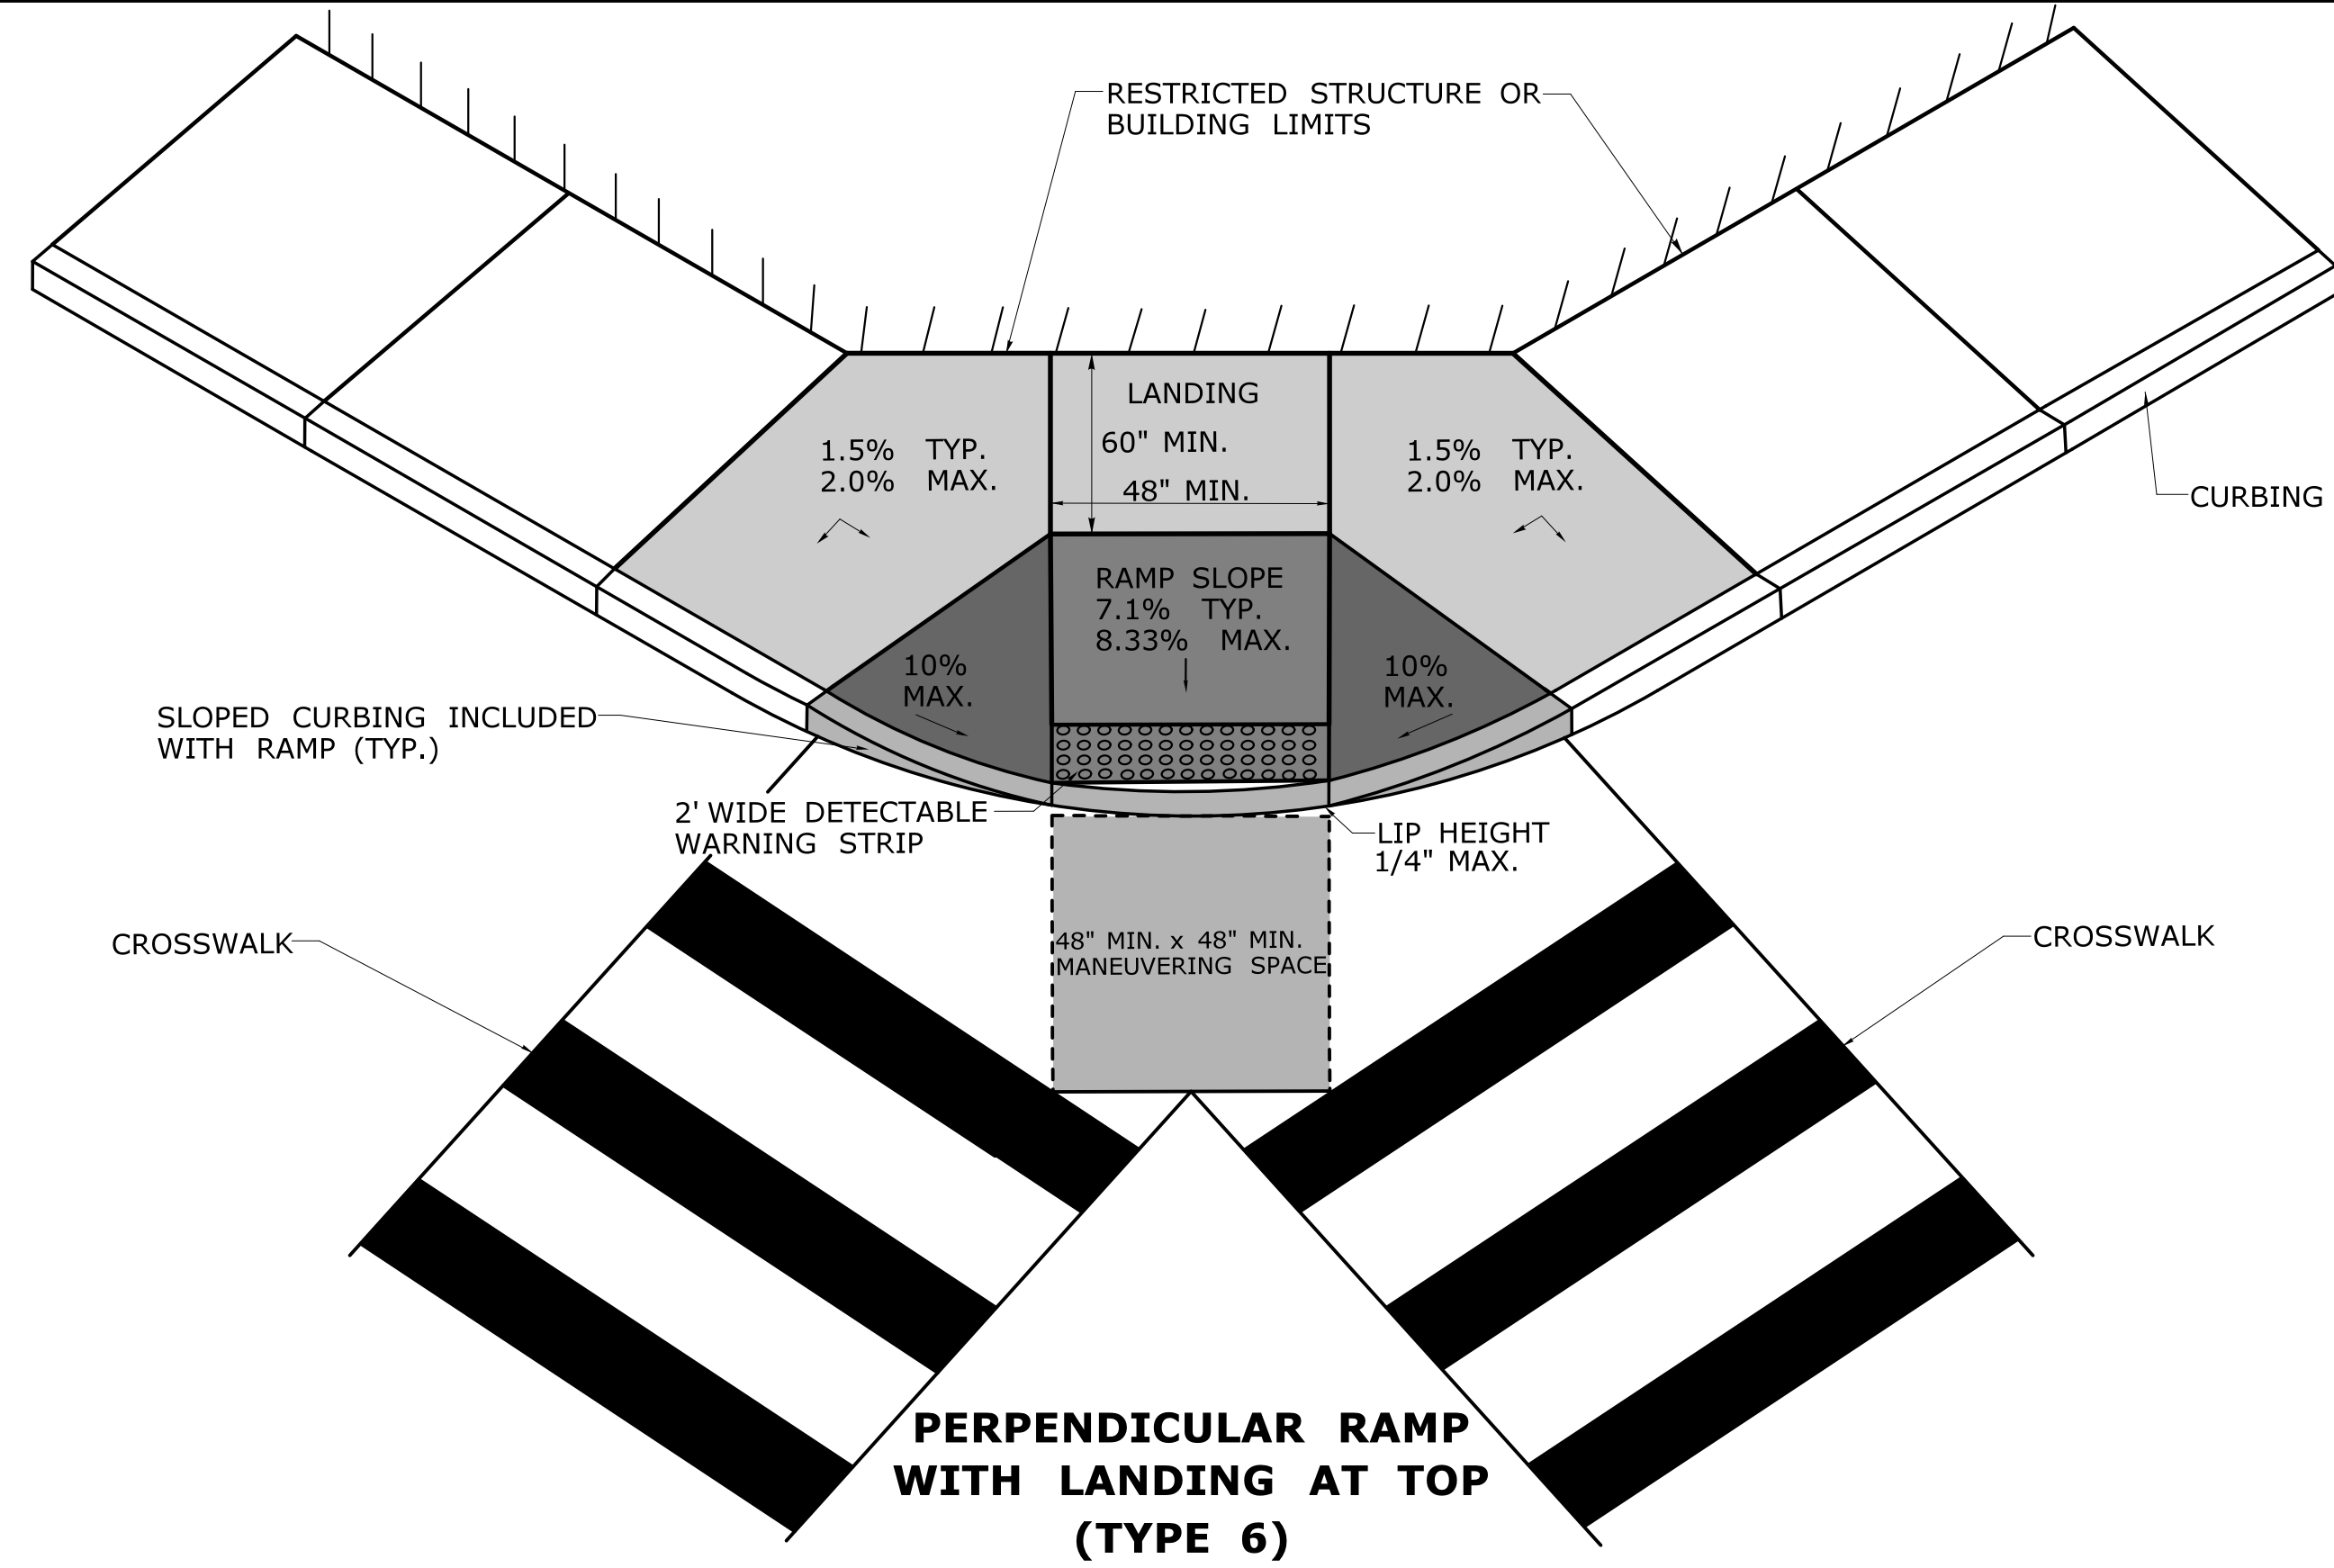 RESTRICTED STRUCTURE OR
BUILDING LIMITS
LANDING
60" MIN.
48" MIN.
1.5% TYP.
2.0% MAX.
1.5% TYP.
2.0% MAX.
CURBING
RAMP SLOPE
7.1% TYP.
8.33% MAX.
10%
MAX.
10%
MAX.
SLOPED CURBING INCLUDED
WITH RAMP (TYP.)
2' WIDE DETECTABLE
WARNING STRIP
LIP HEIGHT
1/4" MAX.
CROSSWALK
48" MIN. x 48" MIN.
MANEUVERING SPACE
CROSSWALK
PERPENDICULAR RAMP
WITH LANDING AT TOP
(TYPE 6)